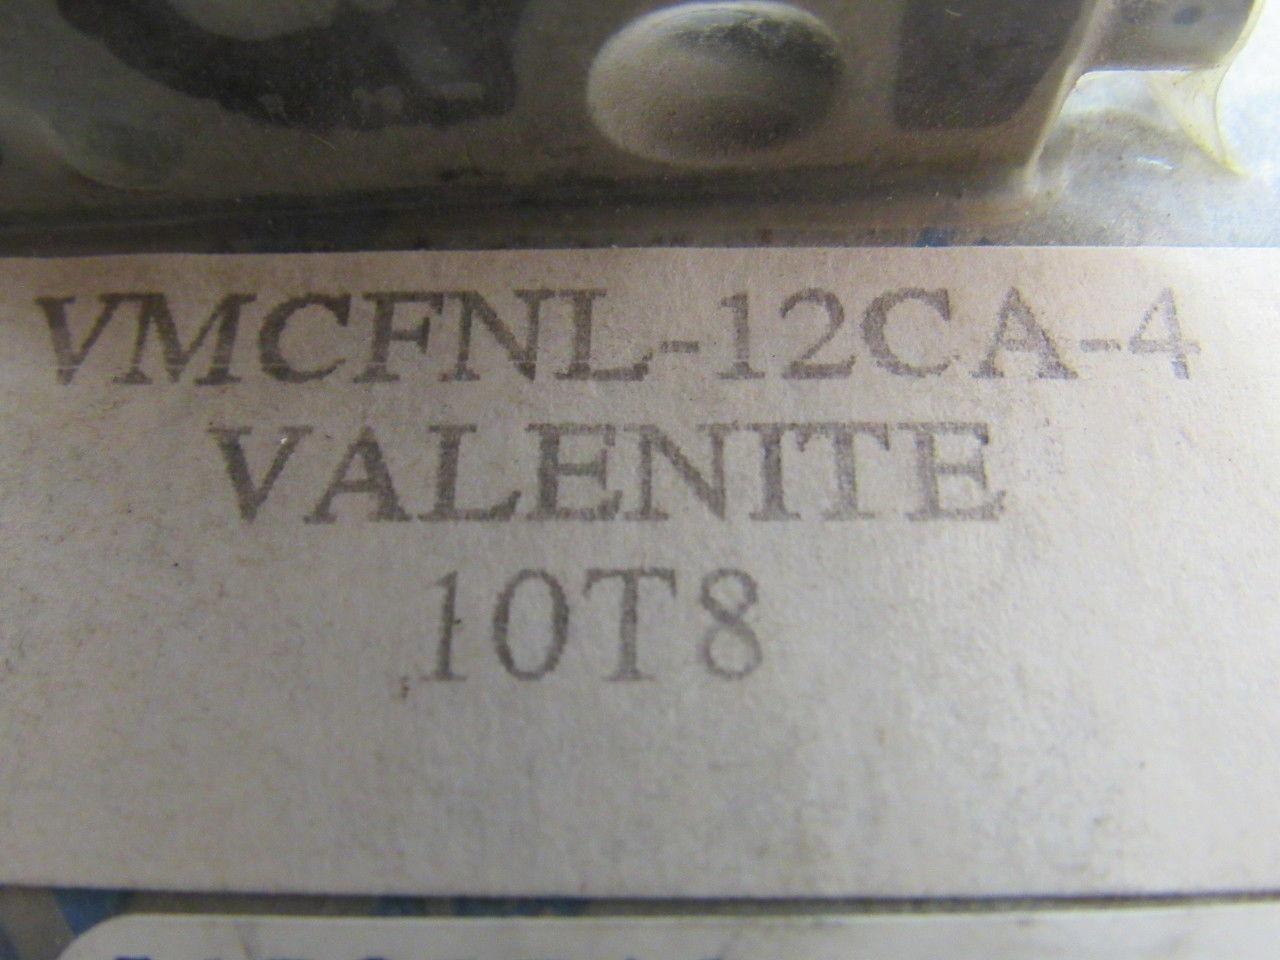 VMCFNL-12CA-4
VALENITE
10T8